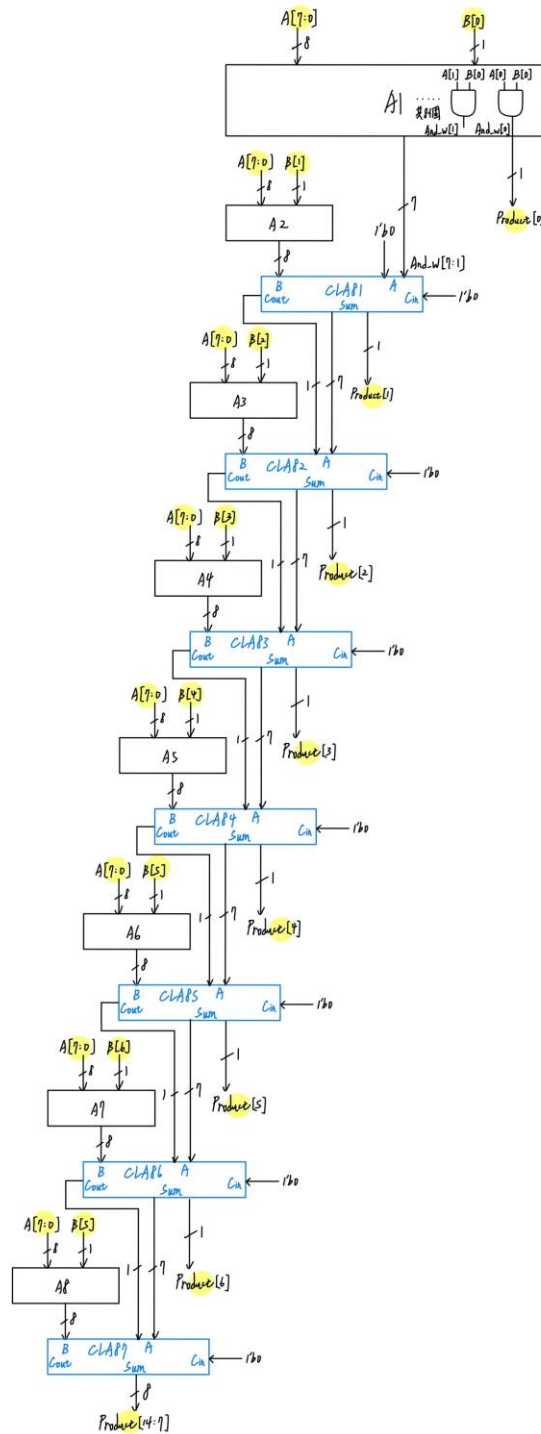 A[7:0] B[0]
8 1
A[1] B[0] A[0] B[0]
A1 ······
共8個
And_w[1] And_w[0]
1
Product[0]
A[7:0] B[1]
8 1
A2
8
7
1'b0
And_w[7:1]
B CLA81 A
Cout Sum Cin 1'b0
1
Product[1]
A[7:0] B[2]
8 1
A3
8
1 7
B CLA82 A
Cout Sum Cin 1'b0
1
Product[2]
A[7:0] B[3]
8 1
A4
8
1 7
B CLA83 A
Cout Sum Cin 1'b0
1
Product[3]
A[7:0] B[4]
8 1
A5
8
1 7
B CLA84 A
Cout Sum Cin 1'b0
1
Product[4]
A[7:0] B[5]
8 1
A6
8
1 7
B CLA85 A
Cout Sum Cin 1'b0
1
Product[5]
A[7:0] B[6]
8 1
A7
8
1 7
B CLA86 A
Cout Sum Cin 1'b0
1
Product[6]
A[7:0] B[5]
8 1
A8
8
1 7
B CLA87 A
Cout Sum Cin 1'b0
8
Product[14:7]